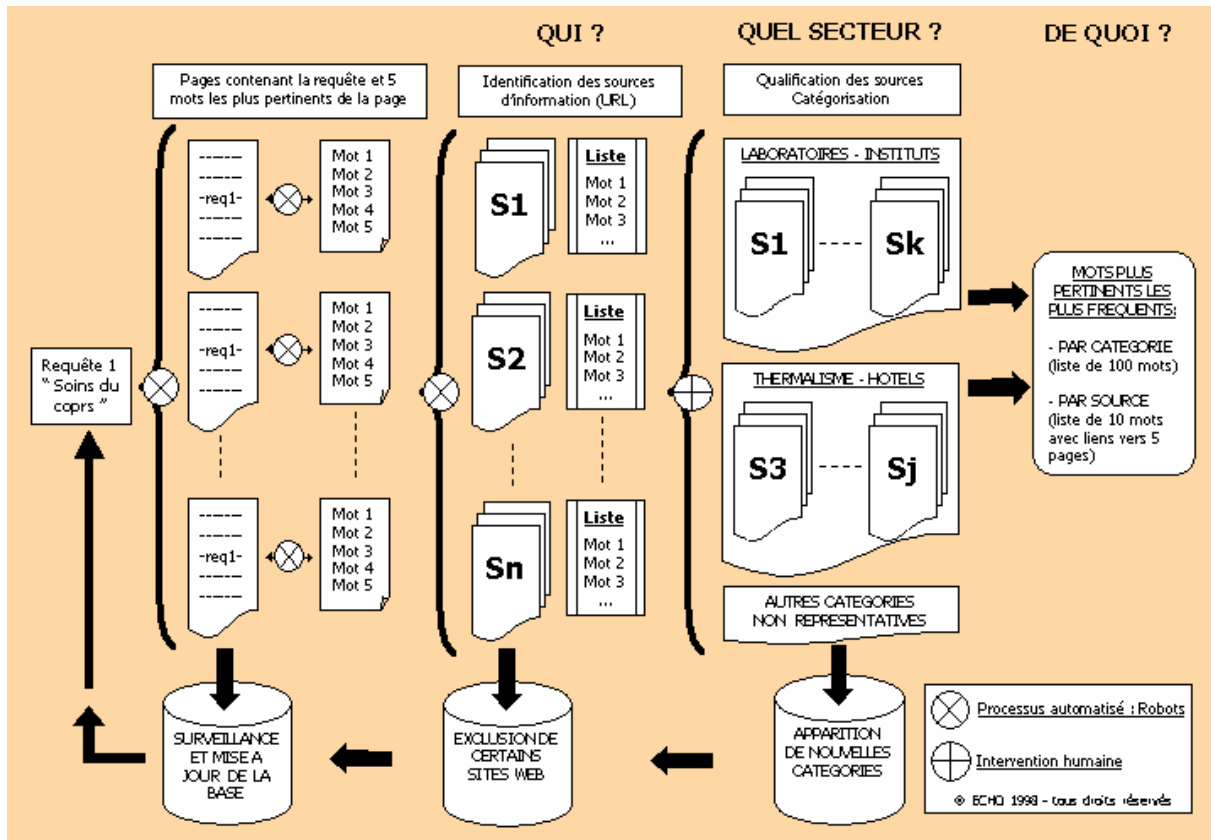 QUI ?
QUEL SECTEUR ?
DE QUOI ?
Pages contenant la requête et 5
mots les plus pertinents de la page
Identification des sources
d'information (URL)
Qualification des sources
Catégorisation
Requête 1
" Soins du
coprs "
------
------
-req1-
------
------
Mot 1
Mot 2
Mot 3
Mot 4
Mot 5
------
------
-req1-
------
------
Mot 1
Mot 2
Mot 3
Mot 4
Mot 5
------
------
-req1-
------
------
Mot 1
Mot 2
Mot 3
Mot 4
Mot 5
S1
Liste
Mot 1
Mot 2
Mot 3
...
S2
Liste
Mot 1
Mot 2
Mot 3
...
Sn
Liste
Mot 1
Mot 2
Mot 3
...
LABORATOIRES - INSTITUTS
S1 ----- Sk
THERMALISME - HOTELS
S3 ----- Sj
AUTRES CATEGORIES
NON REPRESENTATIVES
MOTS PLUS
PERTINENTS LES
PLUS FREQUENTS:
- PAR CATEGORIE
(liste de 100 mots)
- PAR SOURCE
(liste de 10 mots
avec liens vers 5
pages)
SURVEILLANCE
ET MISE A
JOUR DE LA
BASE
EXCLUSION DE
CERTAINS
SITES WEB
APPARITION
DE NOUVELLES
CATEGORIES
Processus automatisé : Robots
Intervention humaine
® ECHO 1998 - tous droits réservés